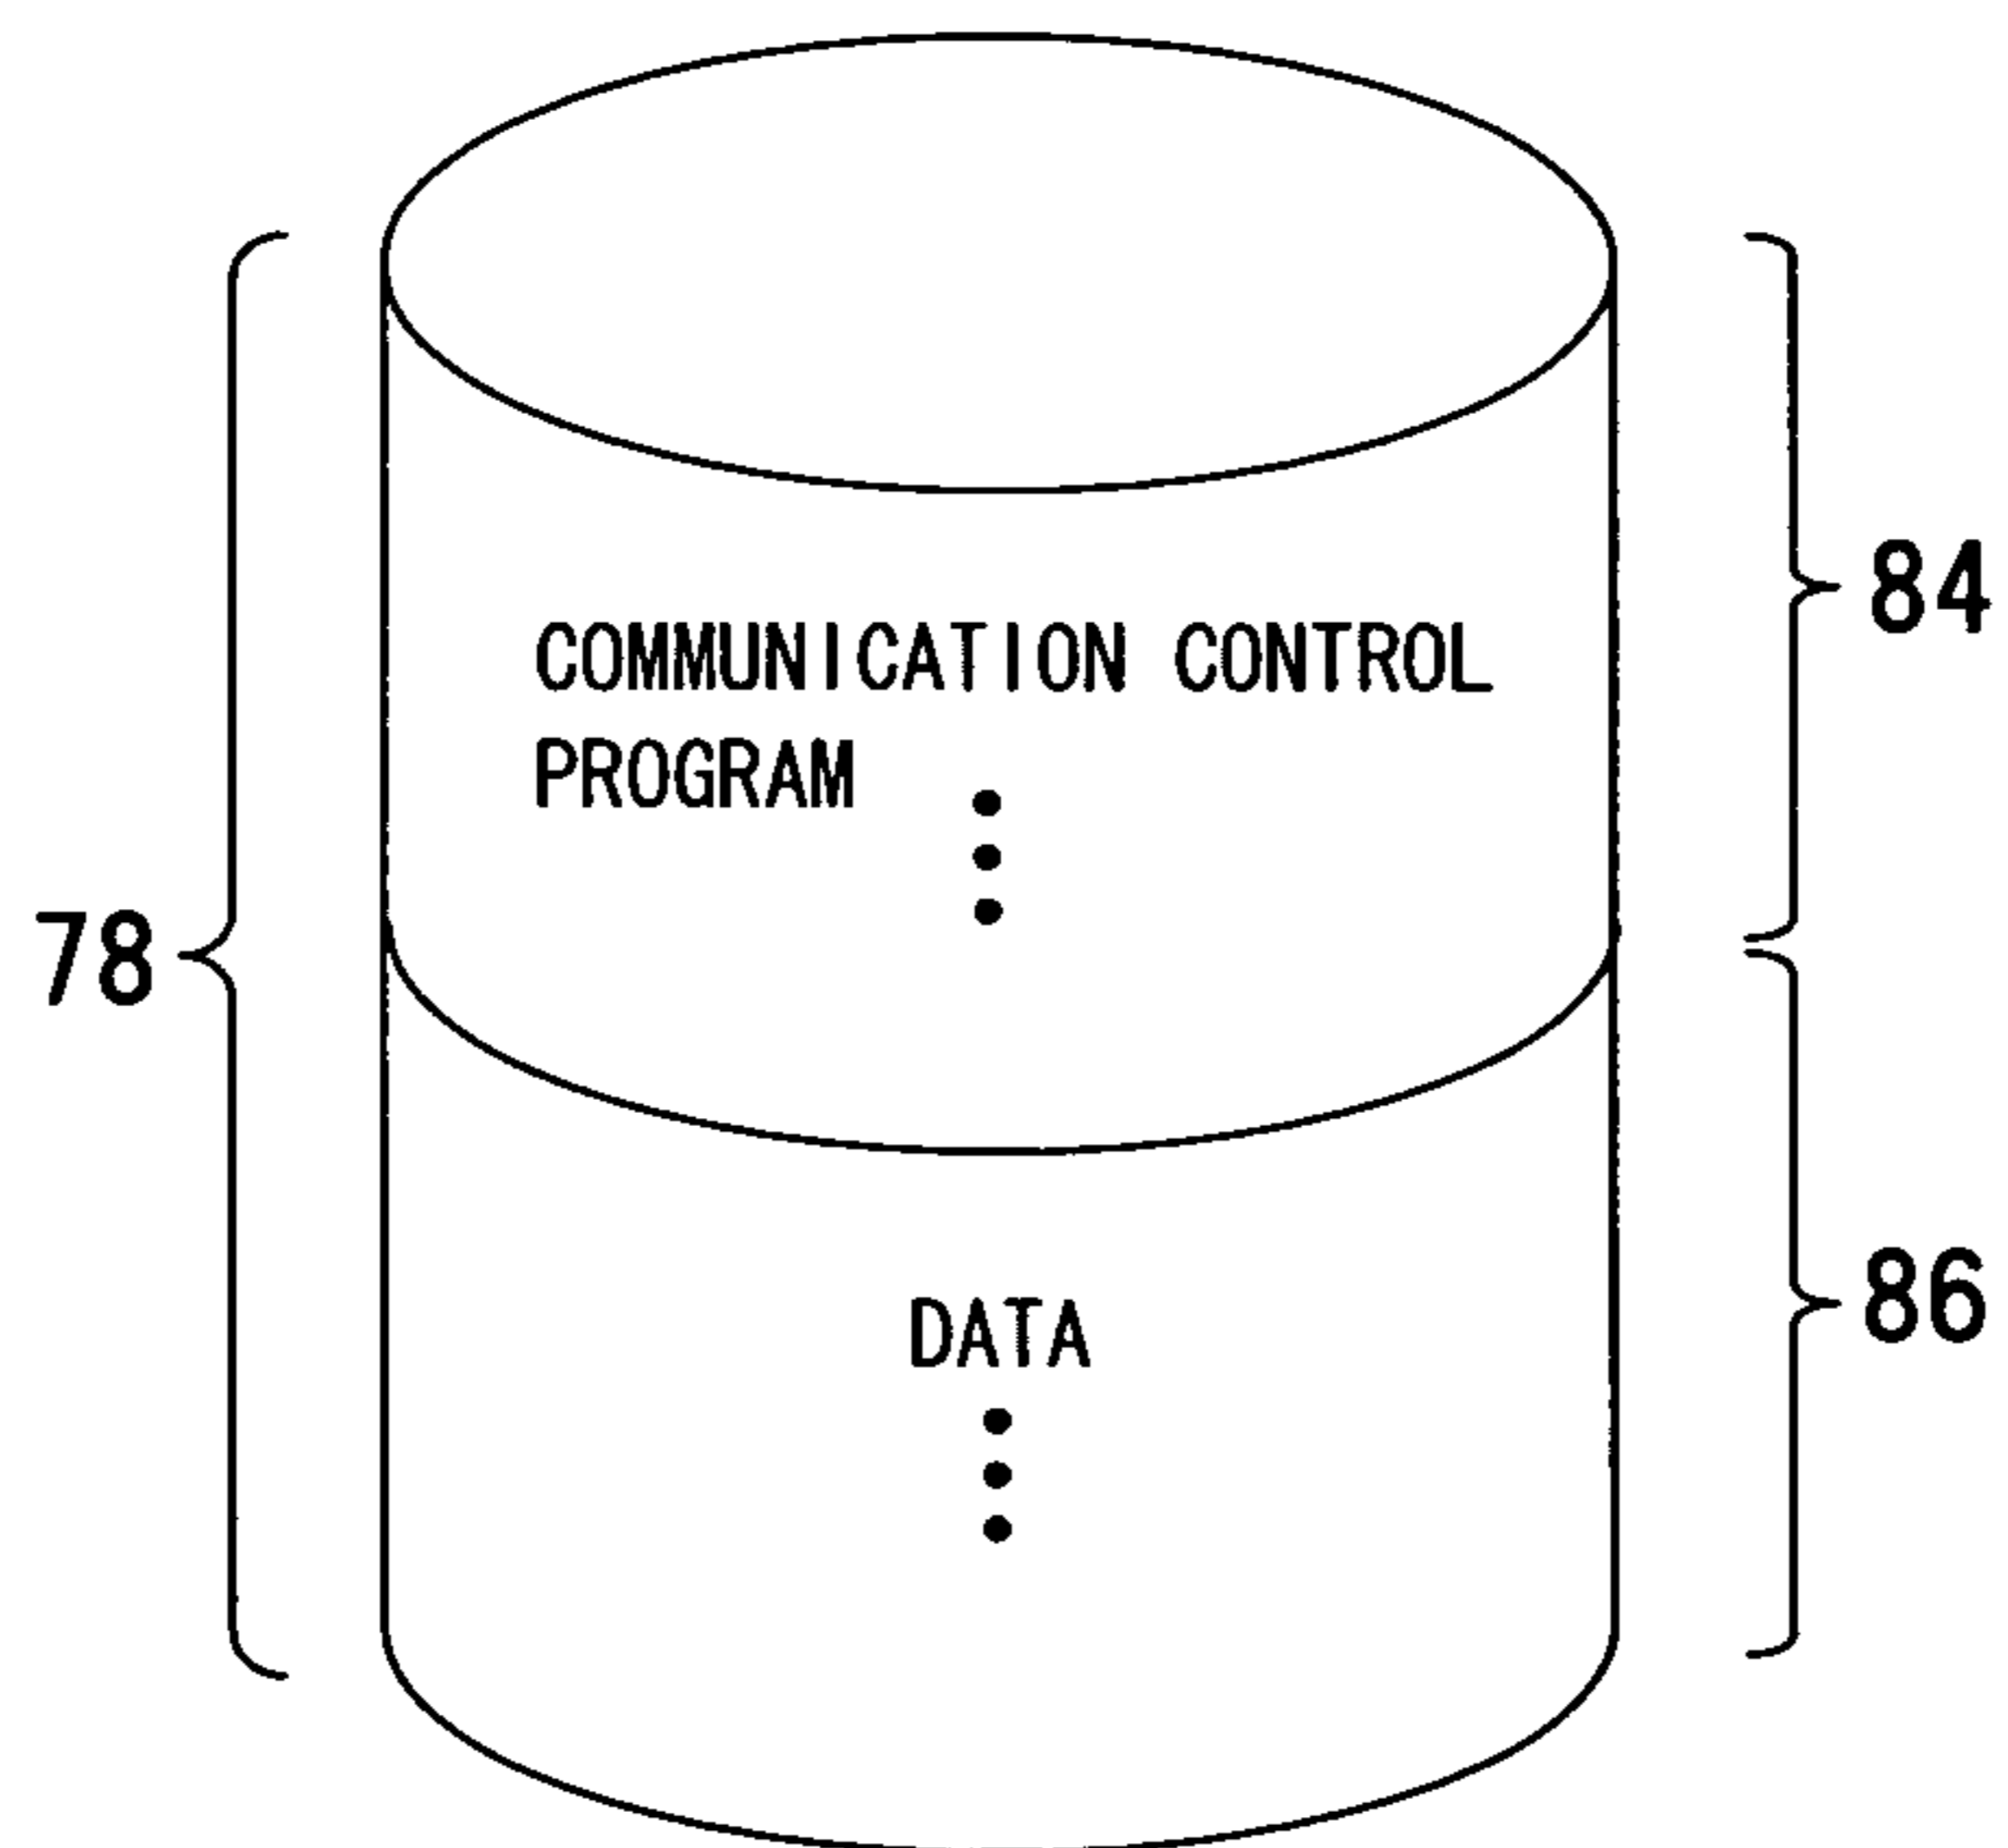 84
COMMUNICATION CONTROL
PROGRAM
78
86
DATA